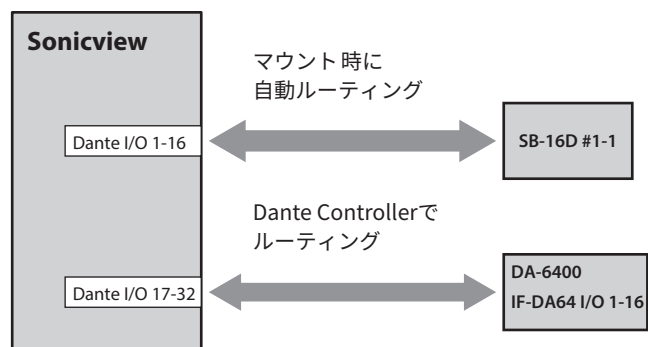 Sonicview
マウント時に
自動ルーティング
Dante I/O 1-16
SB-16D #1-1
Dante Controllerで
ルーティング
Dante I/O 17-32
DA-6400
IF-DA64 I/O 1-16